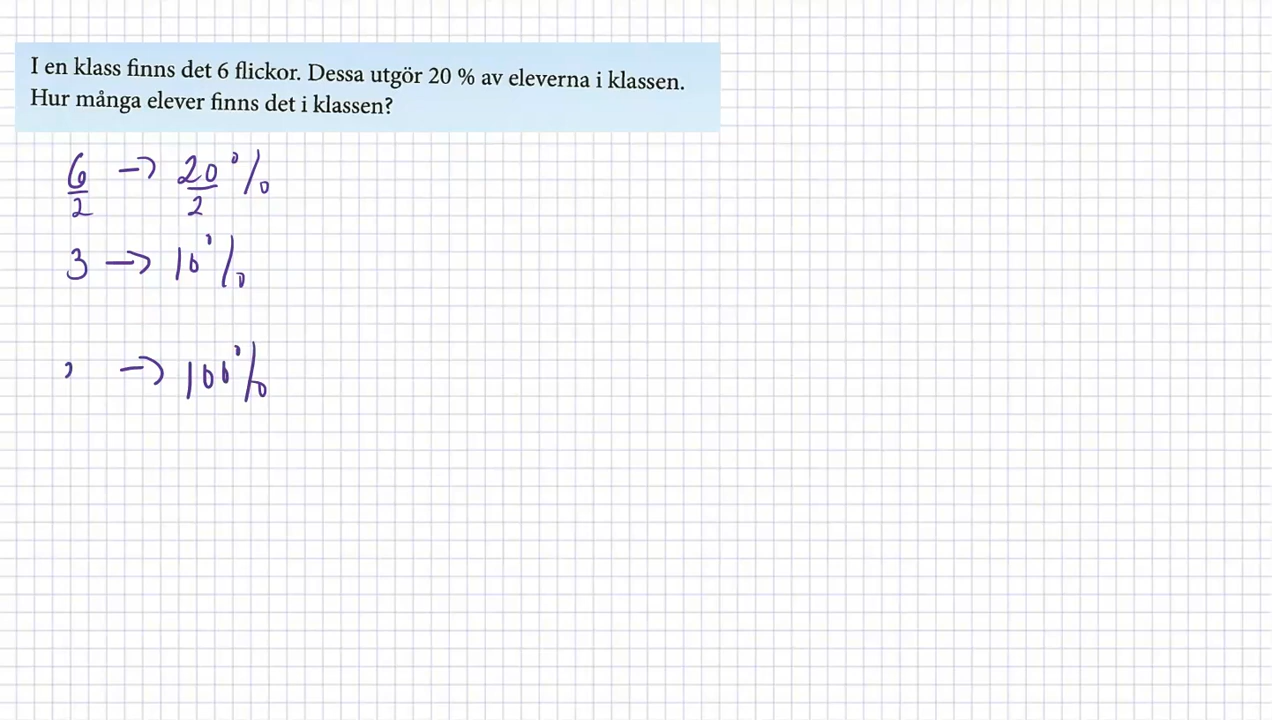 I en klass finns det 6 flickor. Dessa utgör 20 % av eleverna i klassen.
Hur många elever finns det i klassen?
6/2 → 20/2 %
3 → 10 %
→ 100 %